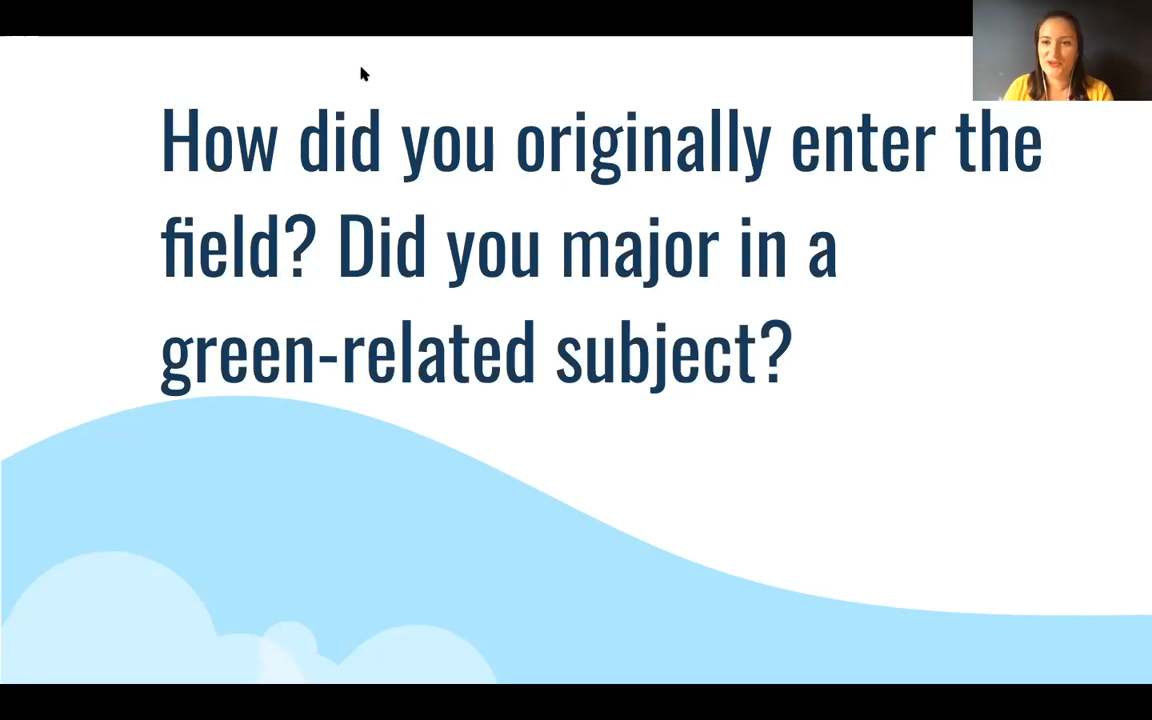 How did you originally enter the
field? Did you major in a
green-related subject?